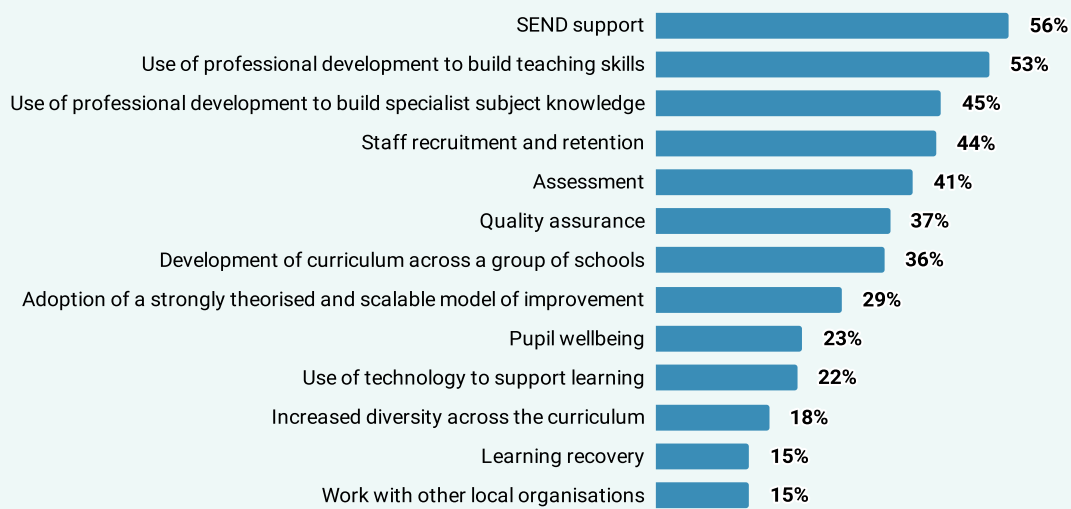 SEND support 56%
Use of professional development to build teaching skills 53%
Use of professional development to build specialist subject knowledge 45%
Staff recruitment and retention 44%
Assessment 41%
Quality assurance 37%
Development of curriculum across a group of schools 36%
Adoption of a strongly theorised and scalable model of improvement 29%
Pupil wellbeing 23%
Use of technology to support learning 22%
Increased diversity across the curriculum 18%
Learning recovery 15%
Work with other local organisations 15%